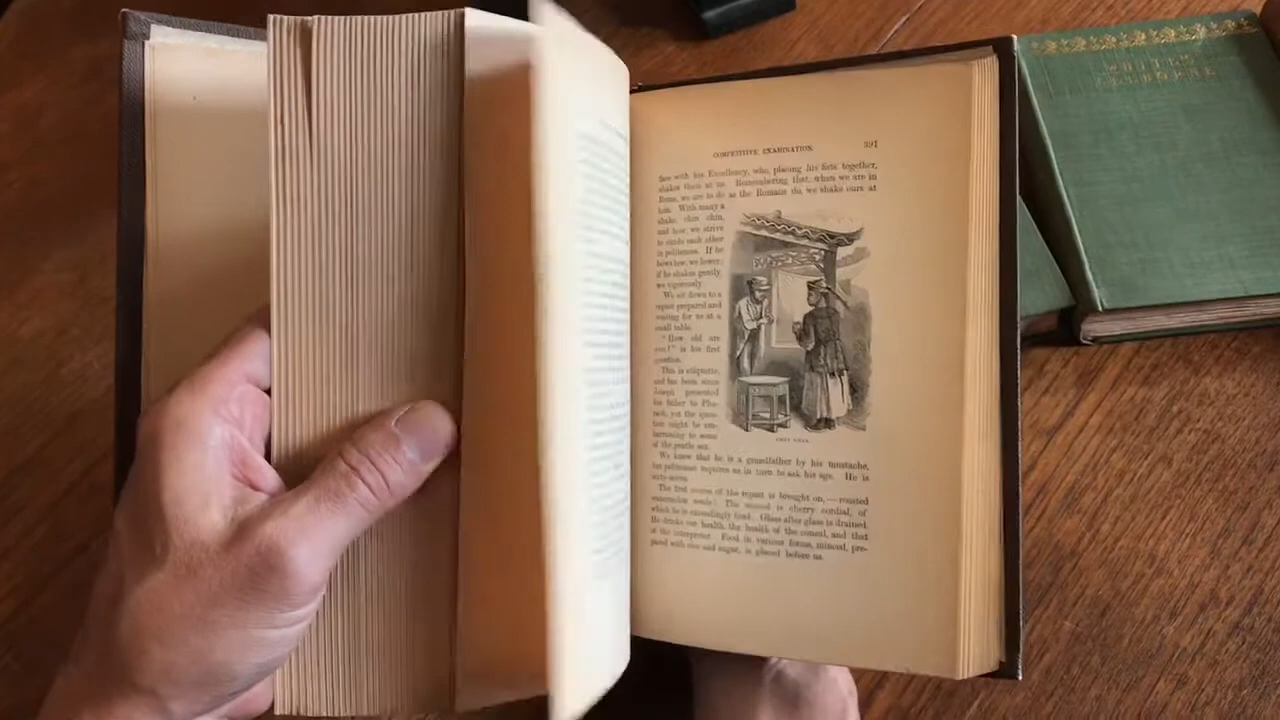 COMPETITIVE EXAMINATION. 391
face with his Excellency, who, placing his fists together,
shakes them at us. Remembering that, when we are in
Rome, we are to do as the Romans do, we shake ours at
him. With many a
shake, chin chin,
and bow, we strive
to excel each other
in politeness. If he
bows low, we lower;
if he shakes gently,
we vigorously.
We sit down to a
repast prepared and
waiting for us at a
small table.
"How old are
you?" is his first
question.
This is etiquette,
and has been since
Joseph presented
his father to Pha-
raoh, yet the ques-
tion might be em-
barrassing to some
of the gentle sex.
CHIN CHIN.
We know that he is a grandfather by his mustache,
but politeness requires us in turn to ask his age. He is
sixty-seven.
The first course of the repast is brought on,—roasted
watermelon seeds! The second is cherry cordial, of
which he is exceedingly fond. Glass after glass is drained.
He drinks our health, the health of the consul, and that
of the interpreter. Food in various forms, minced, pre-
pared with rice and sugar, is placed before us.